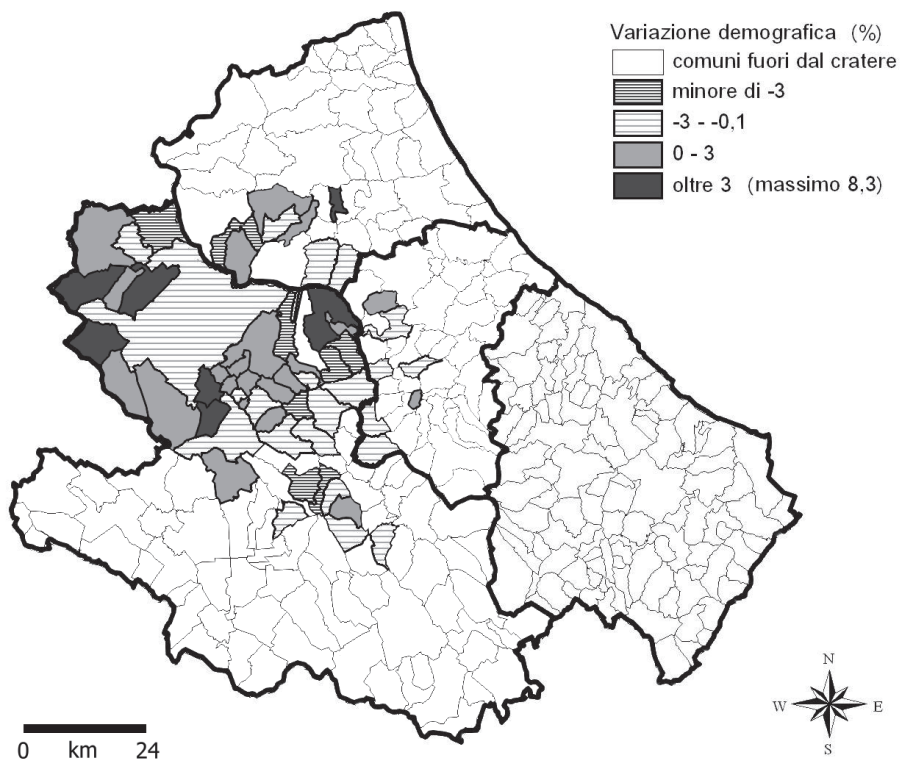 Variazione demografica (%)
comuni fuori dal cratere
minore di -3
-3 - -0,1
0 - 3
oltre 3 (massimo 8,3)
N
W E
S
0 km 24